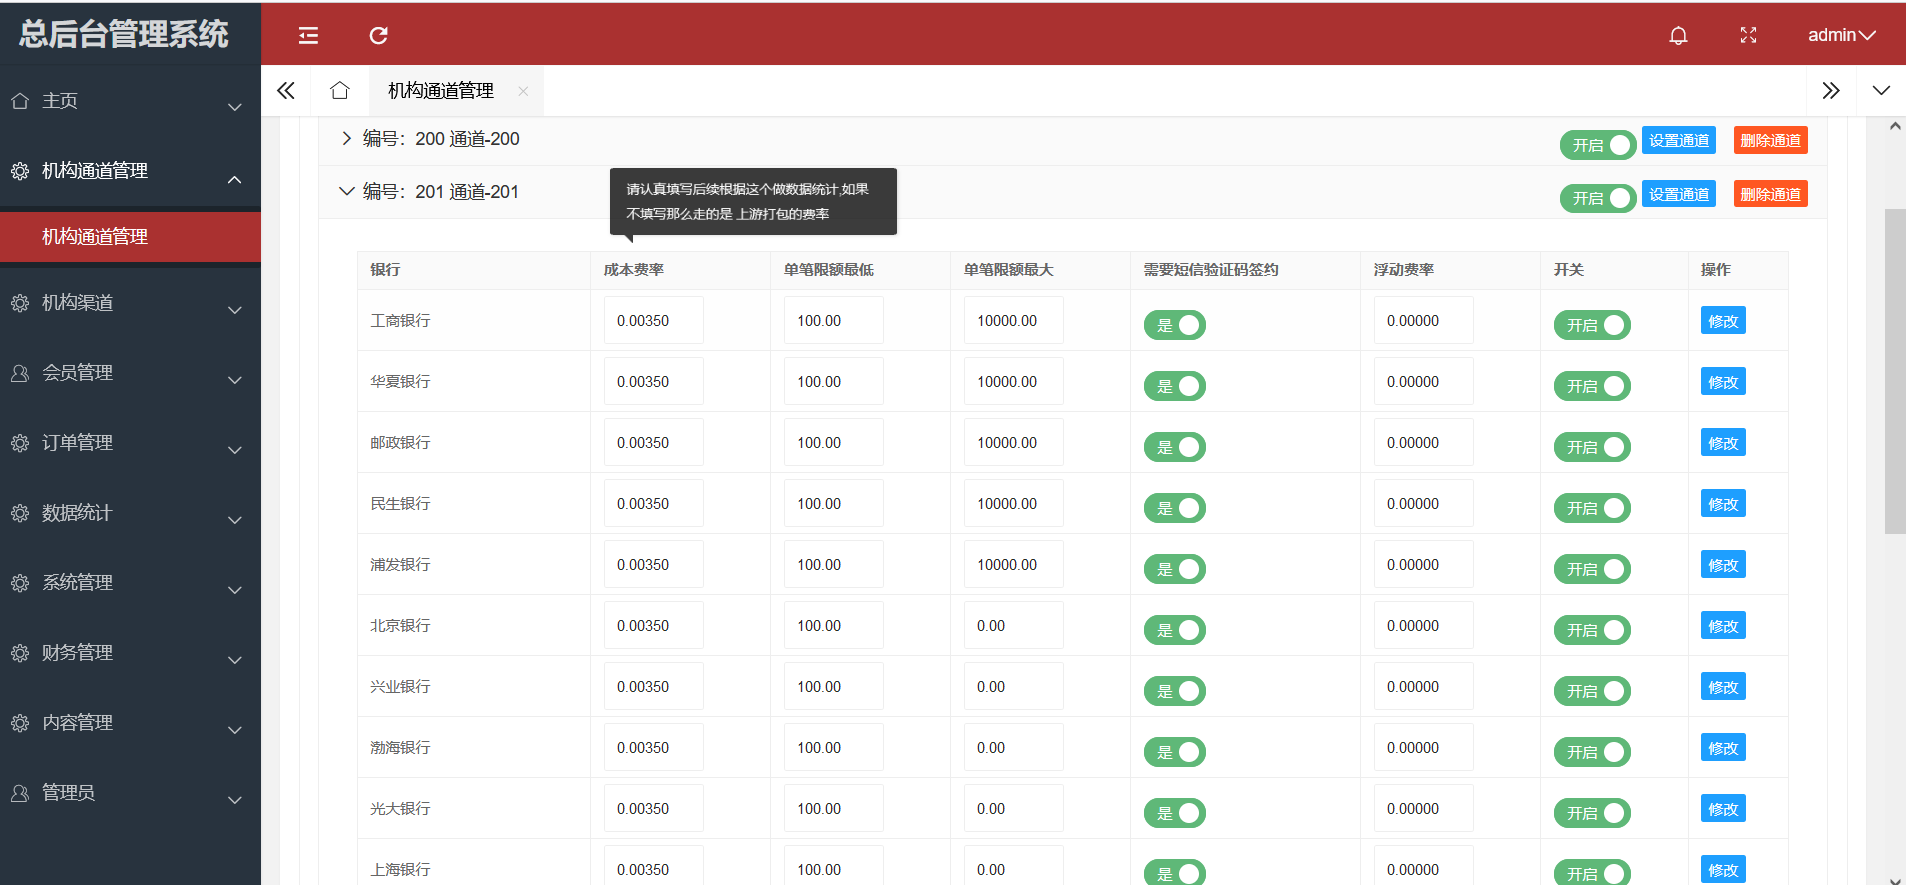 总后台管理系统
admin
机构通道管理
主页
机构通道管理
机构通道管理
机构渠道
会员管理
订单管理
数据统计
系统管理
财务管理
内容管理
管理员
编号：200 通道-200
开启 设置通道 删除通道
编号：201 通道-201
开启 设置通道 删除通道
请认真填写后续根据这个做数据统计,如果
不填写那么走的是 上游打包的费率
银行 成本费率 单笔限额最低 单笔限额最大 需要短信验证码签约 浮动费率 开关 操作
工商银行 0.00350 100.00 10000.00 是 0.00000 开启 修改
华夏银行 0.00350 100.00 10000.00 是 0.00000 开启 修改
邮政银行 0.00350 100.00 10000.00 是 0.00000 开启 修改
民生银行 0.00350 100.00 10000.00 是 0.00000 开启 修改
浦发银行 0.00350 100.00 10000.00 是 0.00000 开启 修改
北京银行 0.00350 100.00 0.00 是 0.00000 开启 修改
兴业银行 0.00350 100.00 0.00 是 0.00000 开启 修改
渤海银行 0.00350 100.00 0.00 是 0.00000 开启 修改
光大银行 0.00350 100.00 0.00 是 0.00000 开启 修改
上海银行 0.00350 100.00 0.00 是 0.00000 开启 修改